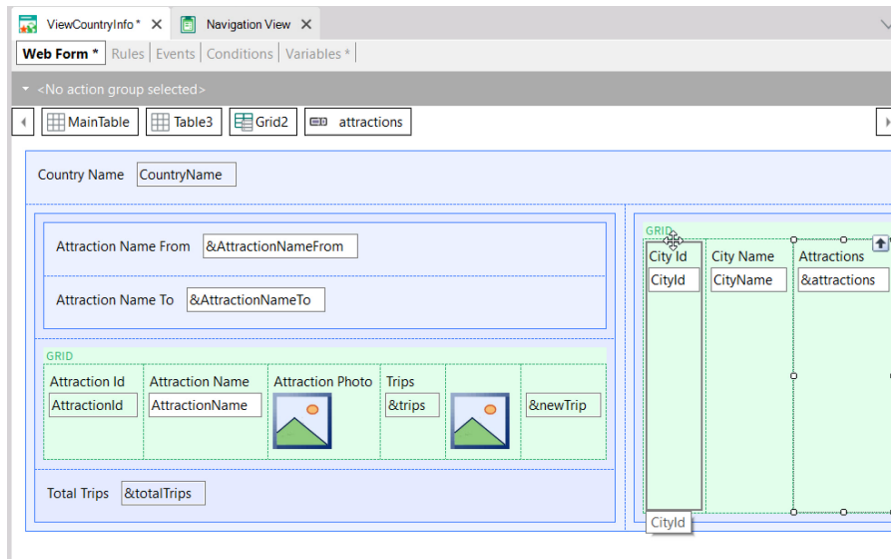 ViewCountryInfo * Navigation View
Web Form * Rules Events Conditions Variables *
<No action group selected>
MainTable Table3 Grid2 attractions
Country Name CountryName
Attraction Name From &AttractionNameFrom
Attraction Name To &AttractionNameTo
GRID
Attraction Id Attraction Name Attraction Photo Trips
AttractionId AttractionName &trips &newTrip
Total Trips &totalTrips
GRID
City Id City Name Attractions
CityId CityName &attractions
CityId